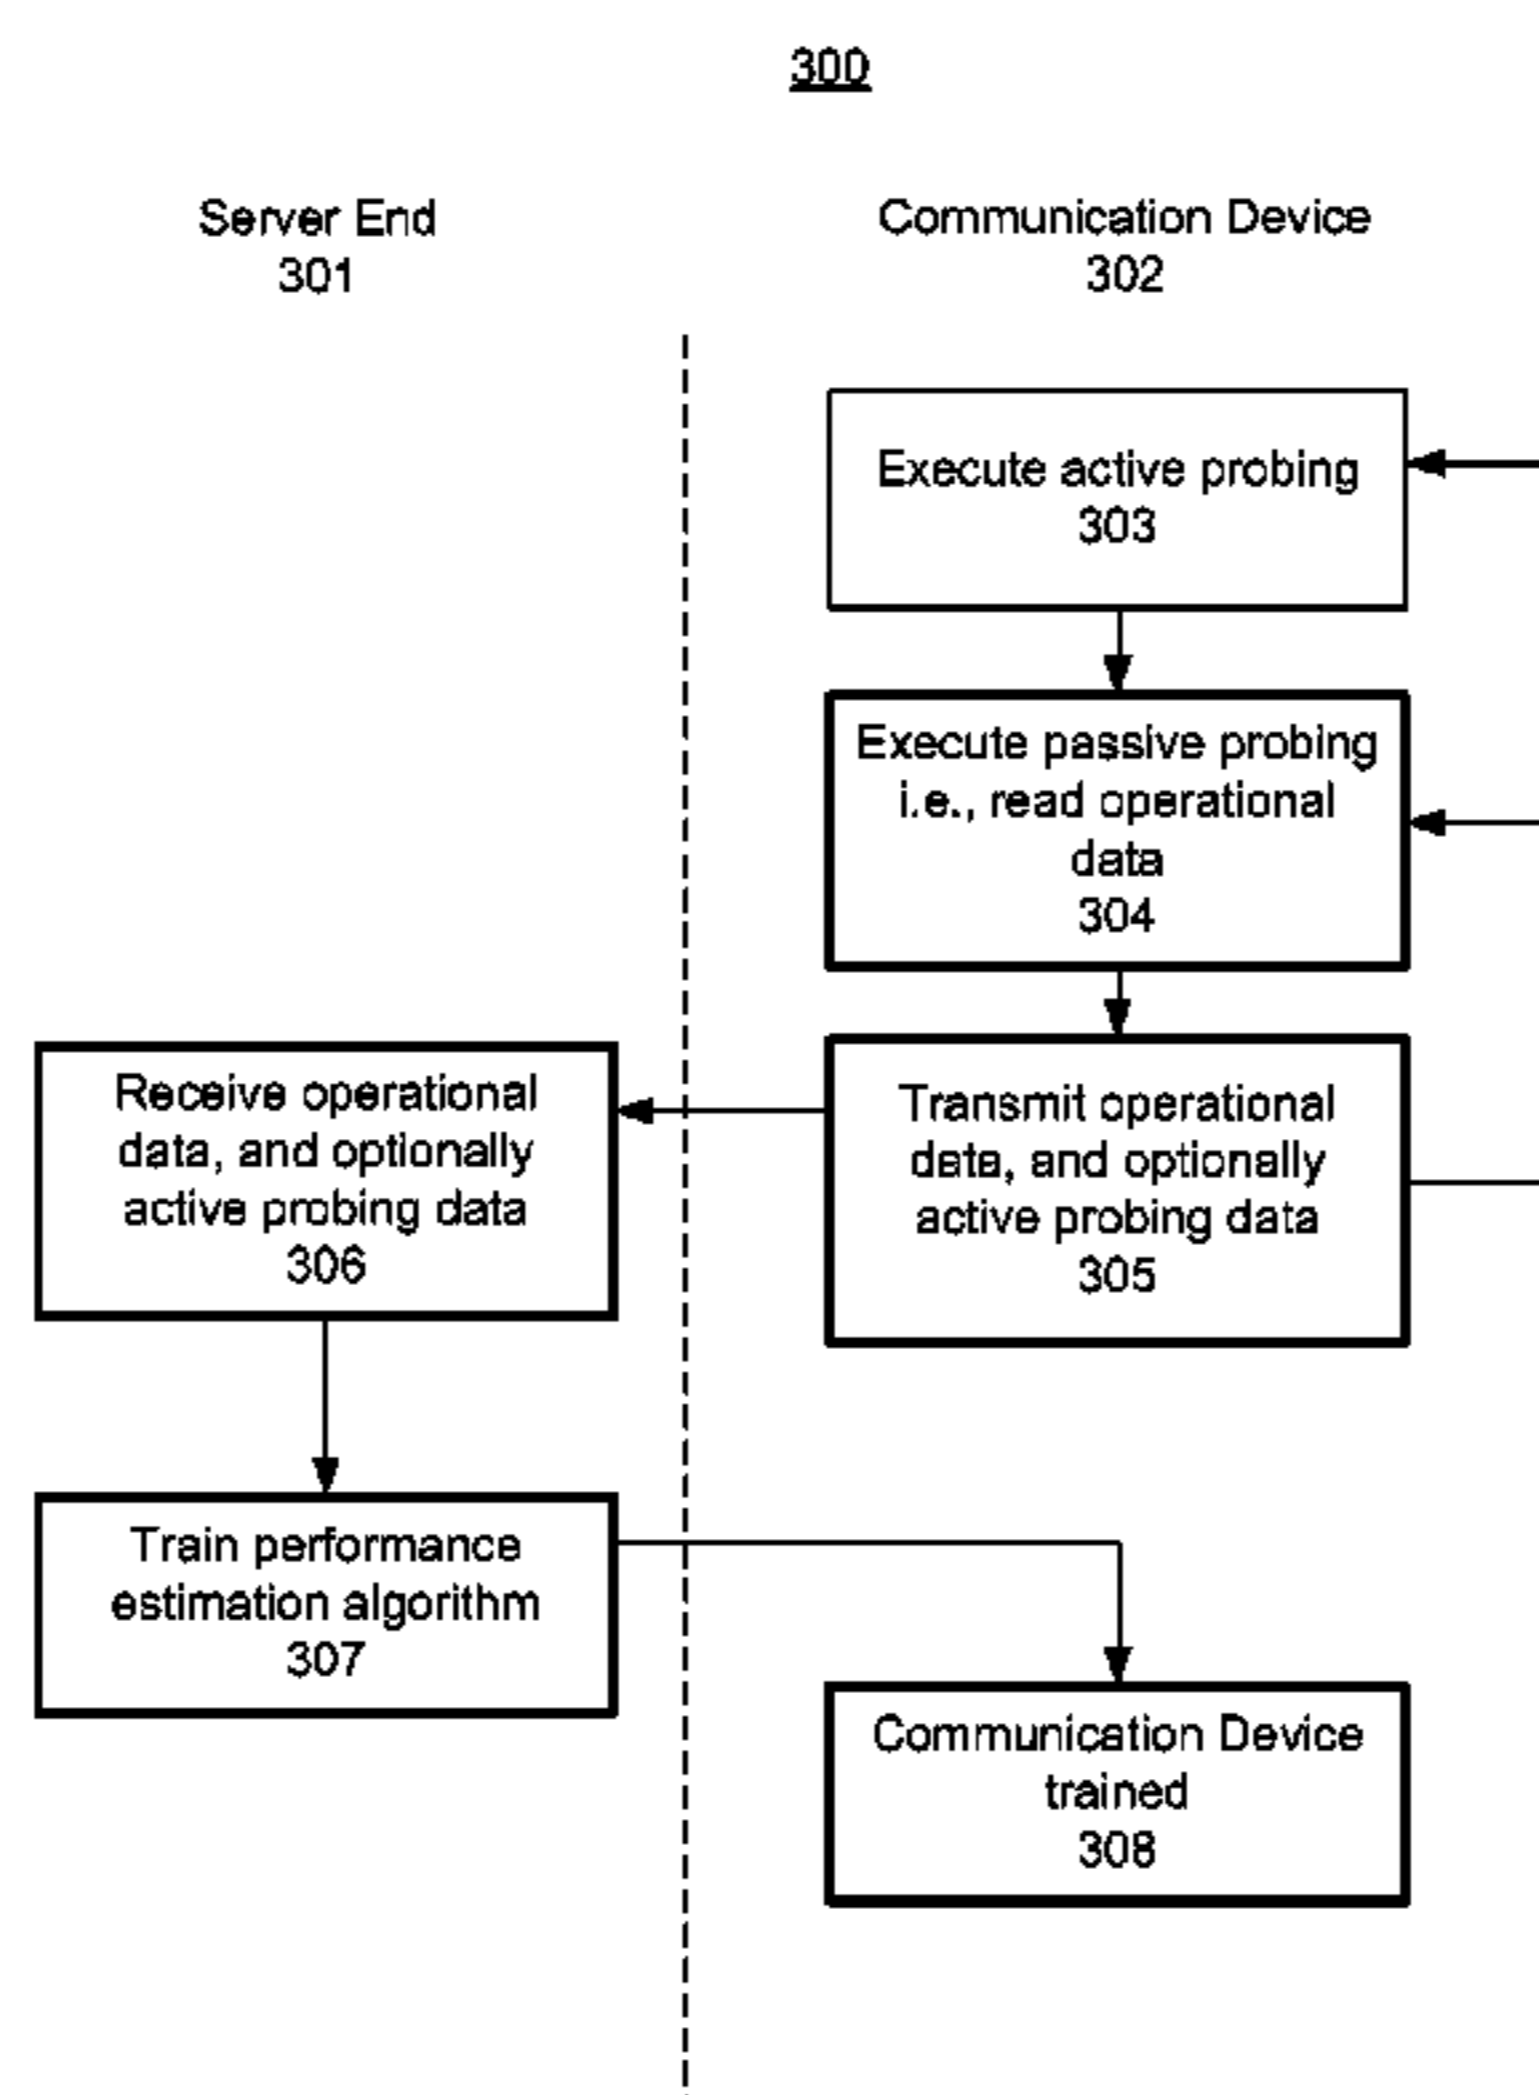 300
Server End
301
Communication Device
302
Execute active probing
303
Execute passive probing
i.e., read operational
data
304
Transmit operational
data, and optionally
active probing data
305
Receive operational
data, and optionally
active probing data
306
Train performance
estimation algorithm
307
Communication Device
trained
308